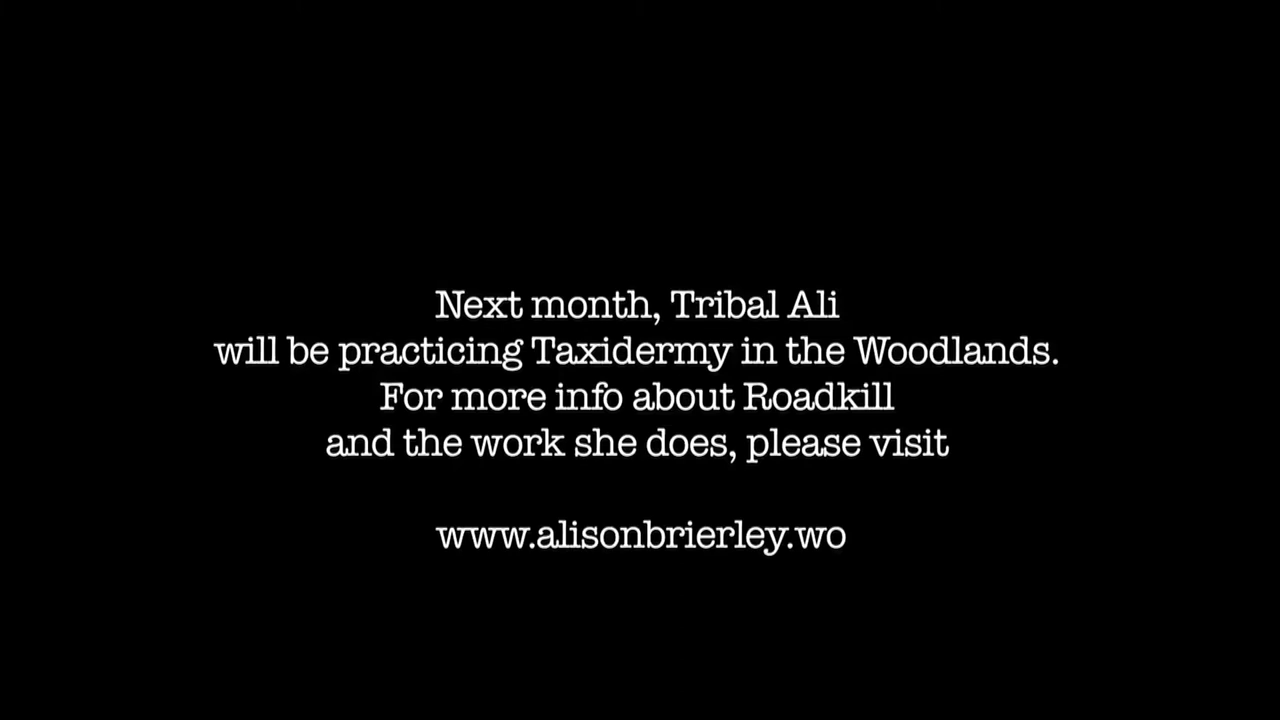 Next month, Tribal Ali
will be practicing Taxidermy in the Woodlands.
For more info about Roadkill
and the work she does, please visit
www.alisonbrierley.wo